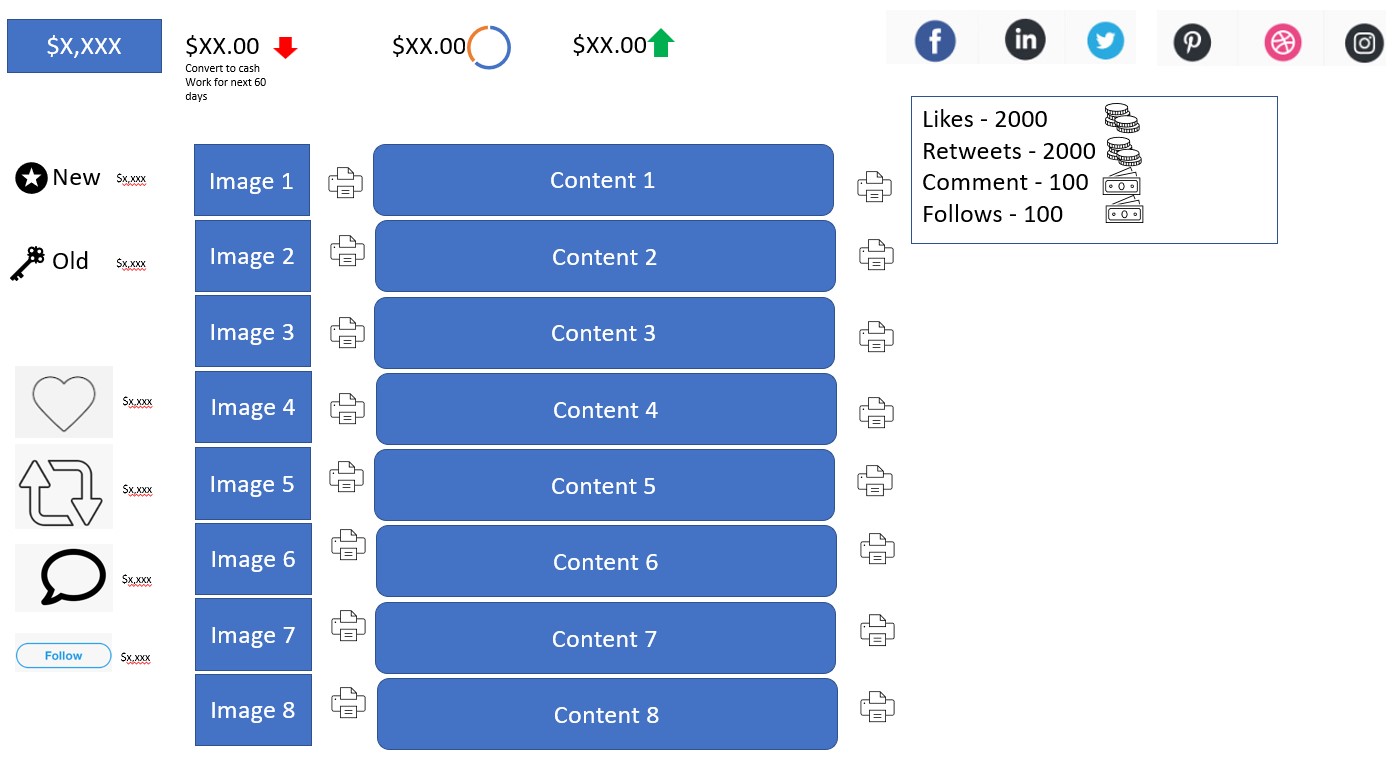 $X,XXX
$XX.00
Convert to cash
Work for next 60
days
$XX.00
$XX.00
f
in
Likes - 2000
Retweets - 2000
Comment - 100
Follows - 100
New
$x,xxx
Old
$x,xxx
$x,xxx
$x,xxx
$x,xxx
Follow
$x,xxx
Image 1
Content 1
Image 2
Content 2
Image 3
Content 3
Image 4
Content 4
Image 5
Content 5
Image 6
Content 6
Image 7
Content 7
Image 8
Content 8